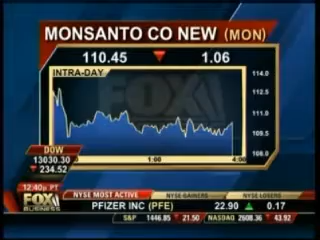 MONSANTO CO NEW (MON)
110.45 ▼ 1.06
INTRA-DAY
114.0
112.5
111.0
109.5
108.0
1:00
4:00
FOX
DOW
13030.30
▼ 234.52
12:40p PT
NYSE MOST ACTIVE
NYSE GAINERS
NYSE LOSERS
FOX
BUSINESS
PFIZER INC (PFE) 22.90 ▲ 0.17
S&P 1446.85 ▼ 21.50 NASDAQ 2608.36 ▼ 43.92